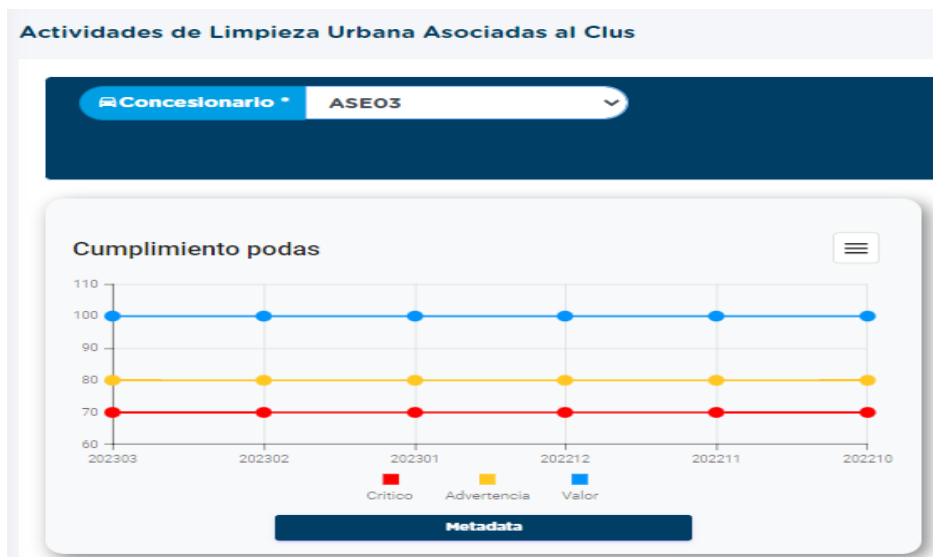 Actividades de Limpieza Urbana Asociadas al Clus
Concesionario * ASE03
Cumplimiento podas
110
100
90
80
70
60
202303 202302 202301 202212 202211 202210
Critico Advertencia Valor
Metadata